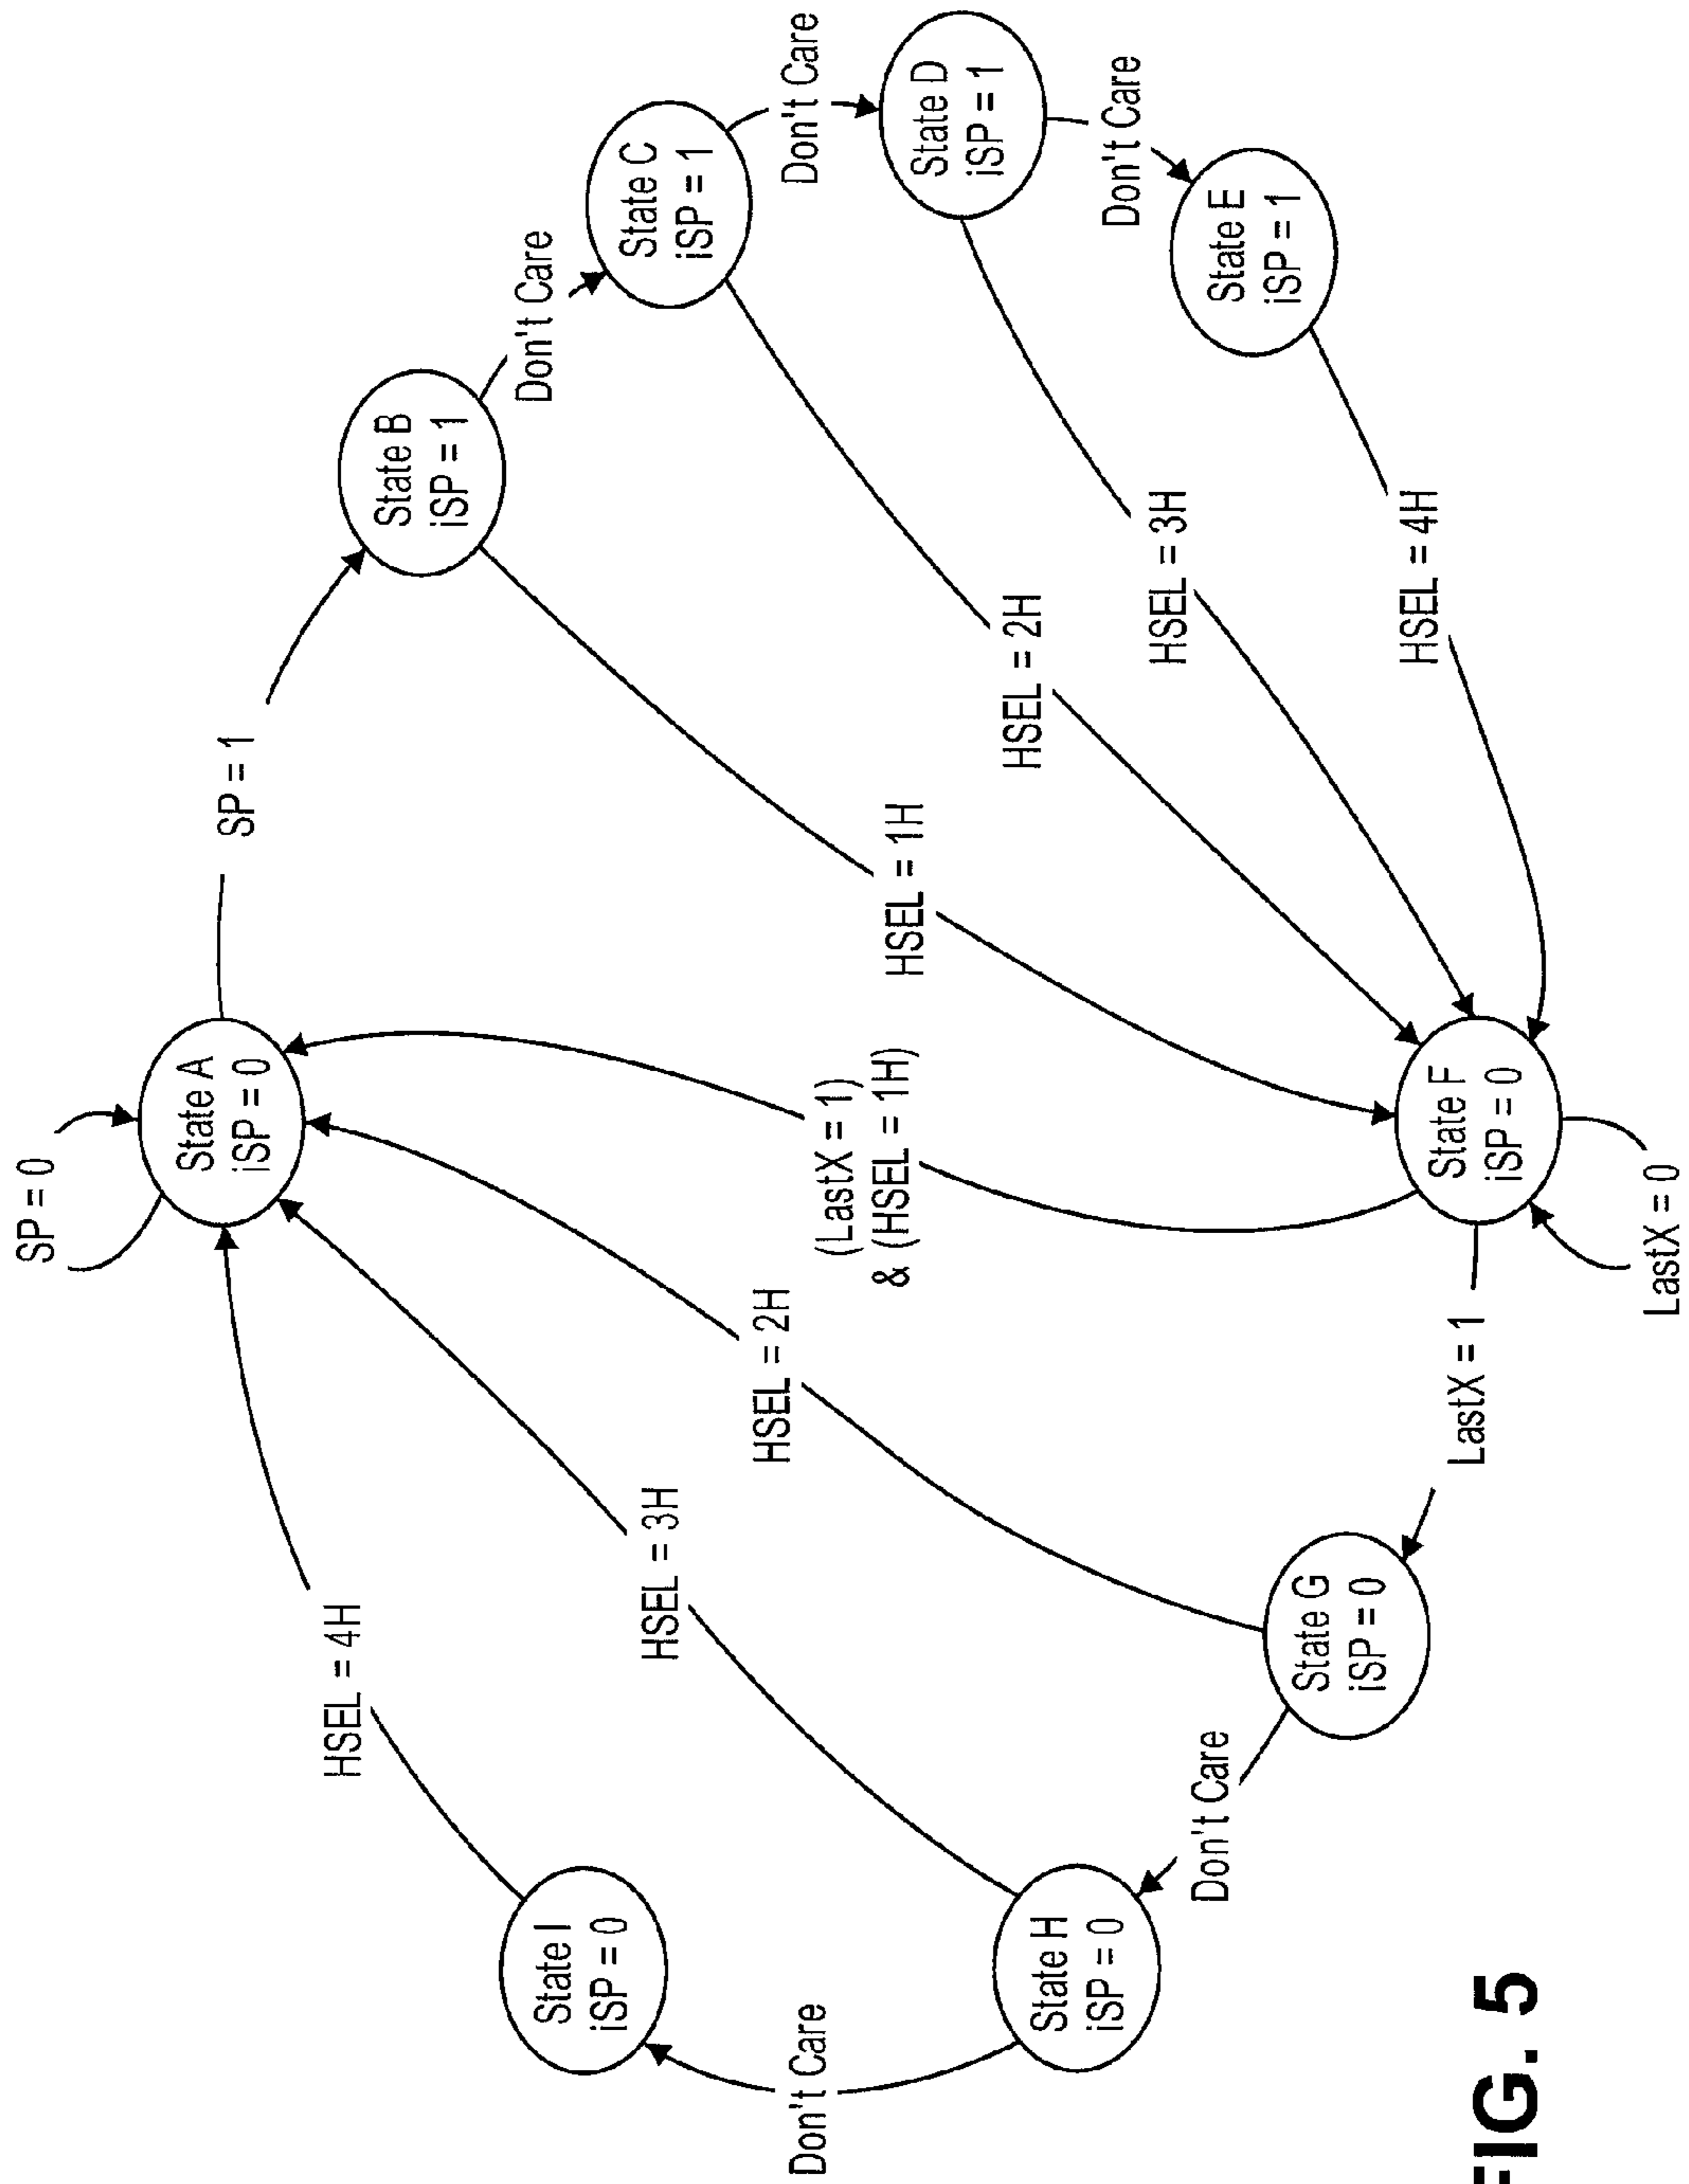 SP = 0
State A
iSP = 0
SP = 1
State B
iSP = 1
Don't Care
State C
iSP = 1
Don't Care
State D
iSP = 1
Don't Care
State E
iSP = 1
HSEL = 4H
HSEL = 3H
HSEL = 2H
HSEL = 1H
(LastX = 1)
& (HSEL = 1H)
HSEL = 2H
HSEL = 3H
HSEL = 4H
State I
iSP = 0
Don't Care
State H
iSP = 0
Don't Care
State G
iSP = 0
LastX = 1
State F
iSP = 0
LastX = 0
FIG. 5